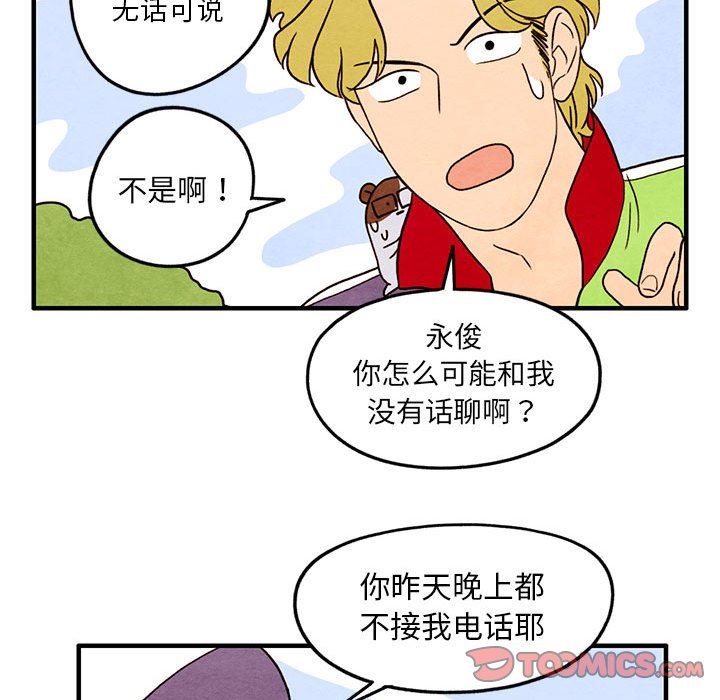 无话可说
不是啊！
永俊
你怎么可能和我
没有话聊啊？
你昨天晚上都
不接我电话耶
TOOMICS.COM